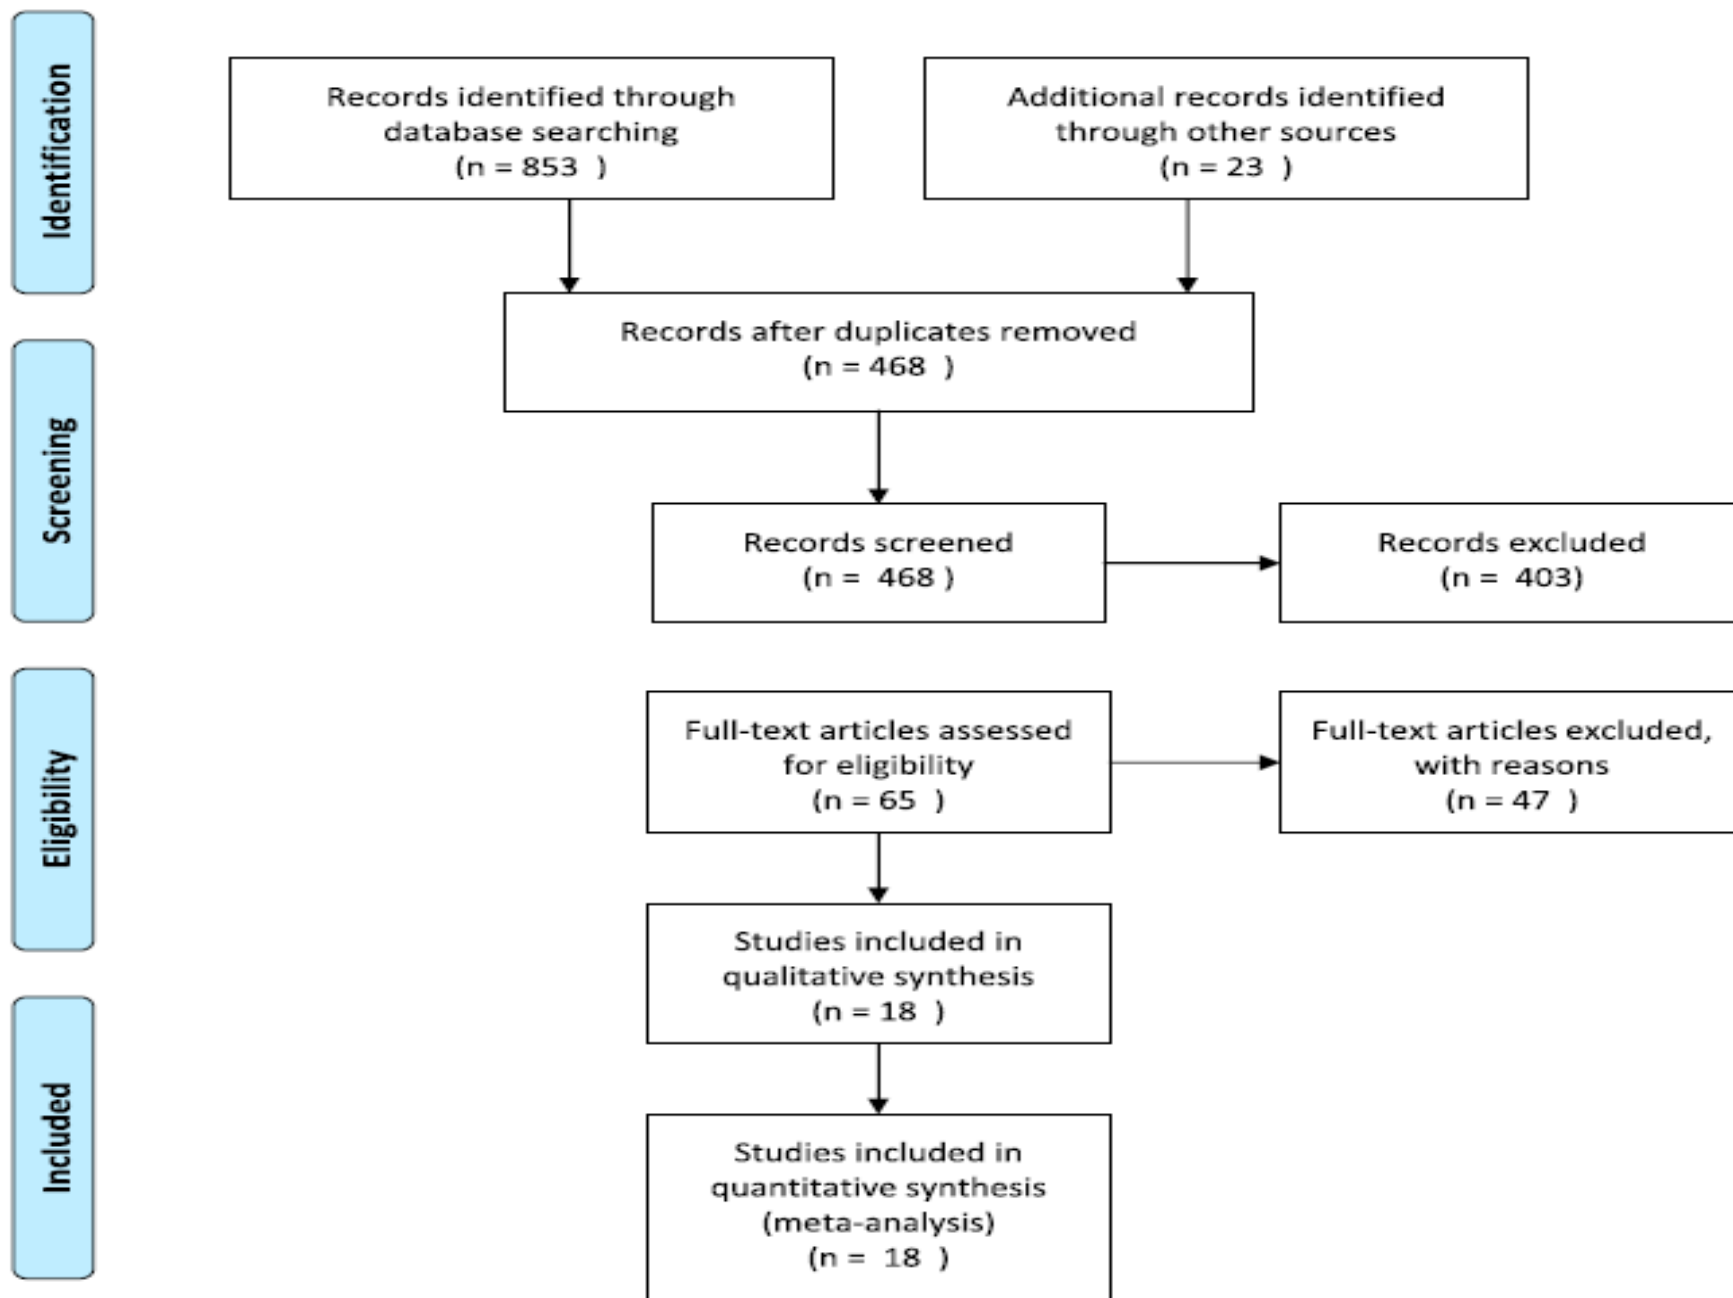 Identification
Records identified through
database searching
(n = 853  )
Additional records identified
through other sources
(n = 23  )
Records after duplicates removed
(n = 468  )
Screening
Records screened
(n =  468 )
Records excluded
(n =  403)
Eligibility
Full-text articles assessed
for eligibility
(n = 65  )
Full-text articles excluded,
with reasons
(n = 47  )
Studies included in
qualitative synthesis
(n = 18  )
Included
Studies included in
quantitative synthesis
(meta-analysis)
(n =  18  )